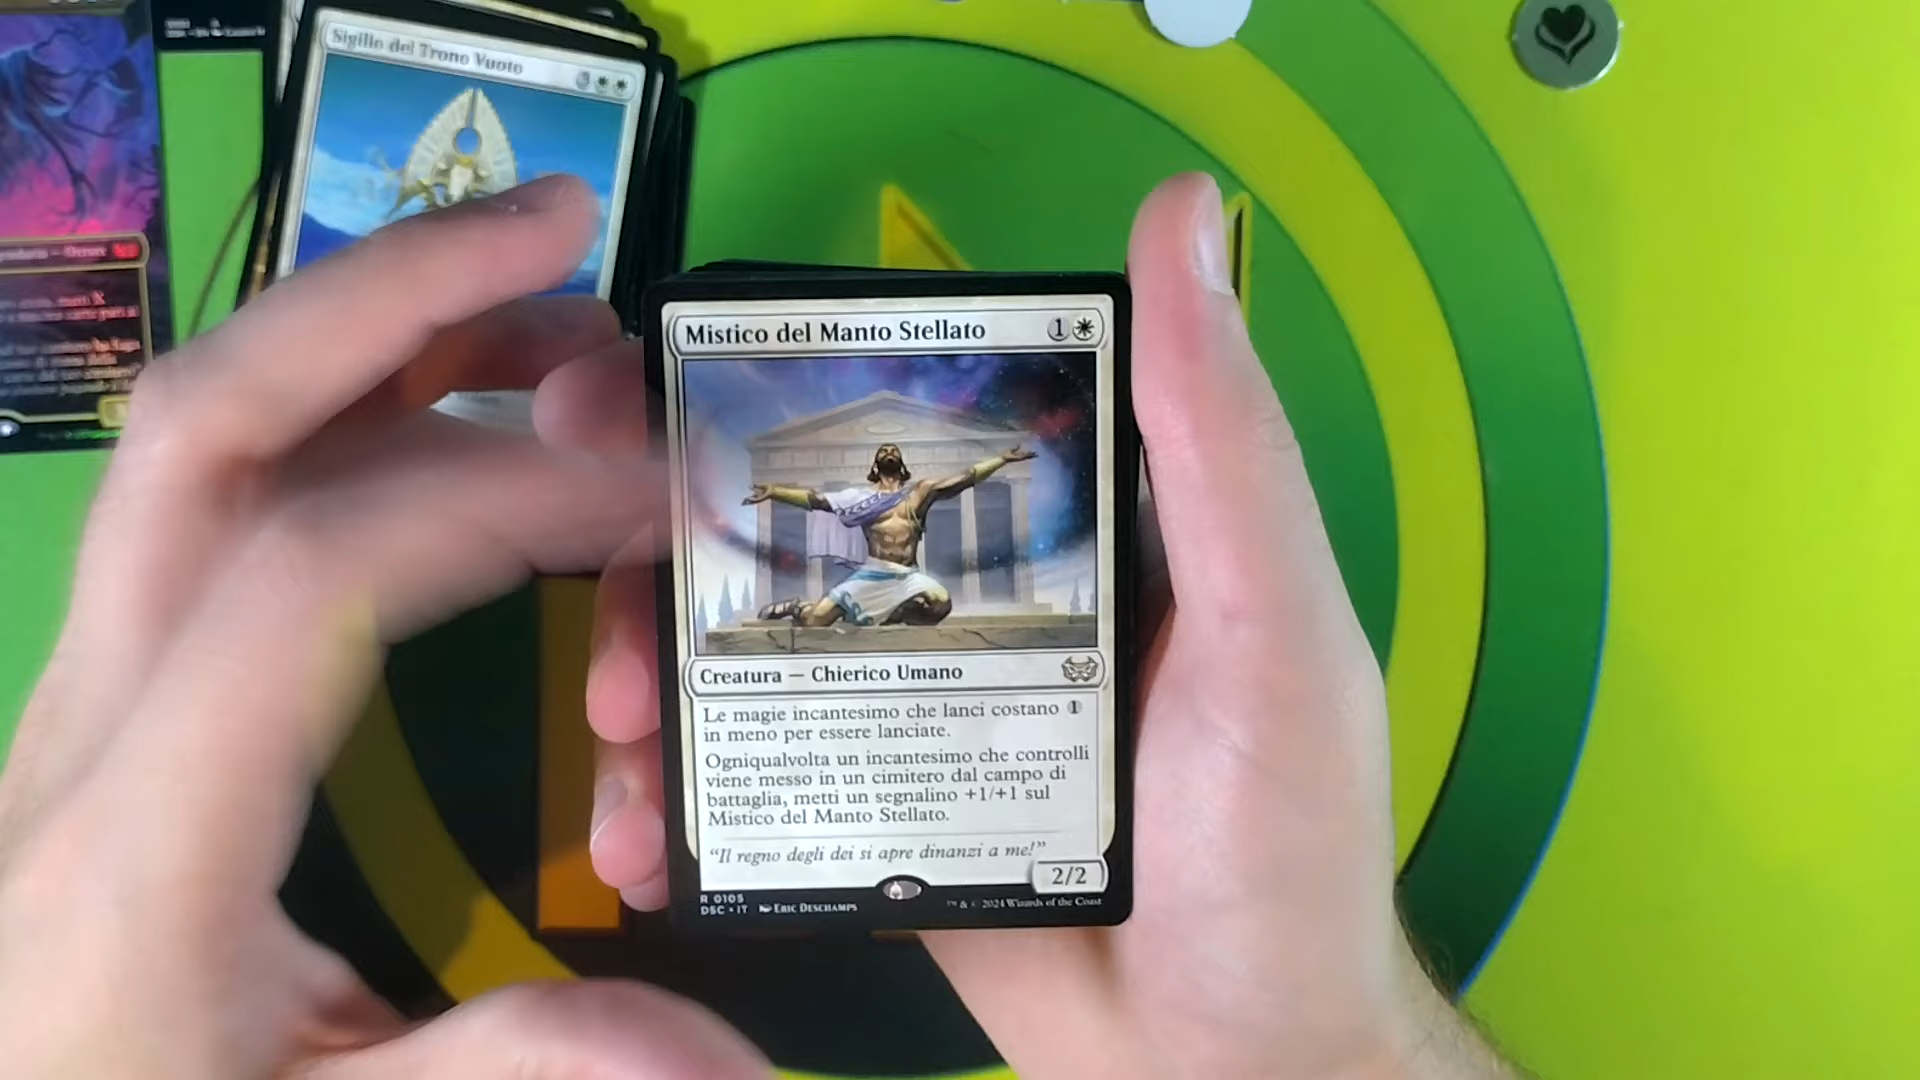 Sigillo del Trono Vuoto
Mistico del Manto Stellato 1
Creatura — Chierico Umano
Le magie incantesimo che lanci costano 1
in meno per essere lanciate.
Ogniqualvolta un incantesimo che controlli
viene messo in un cimitero dal campo di
battaglia, metti un segnalino +1/+1 sul
Mistico del Manto Stellato.
“Il regno degli dei si apre dinanzi a me!”
2/2
R 0105
DSC • IT ERIC DESCHAMPS
™ & © 2024 Wizards of the Coast